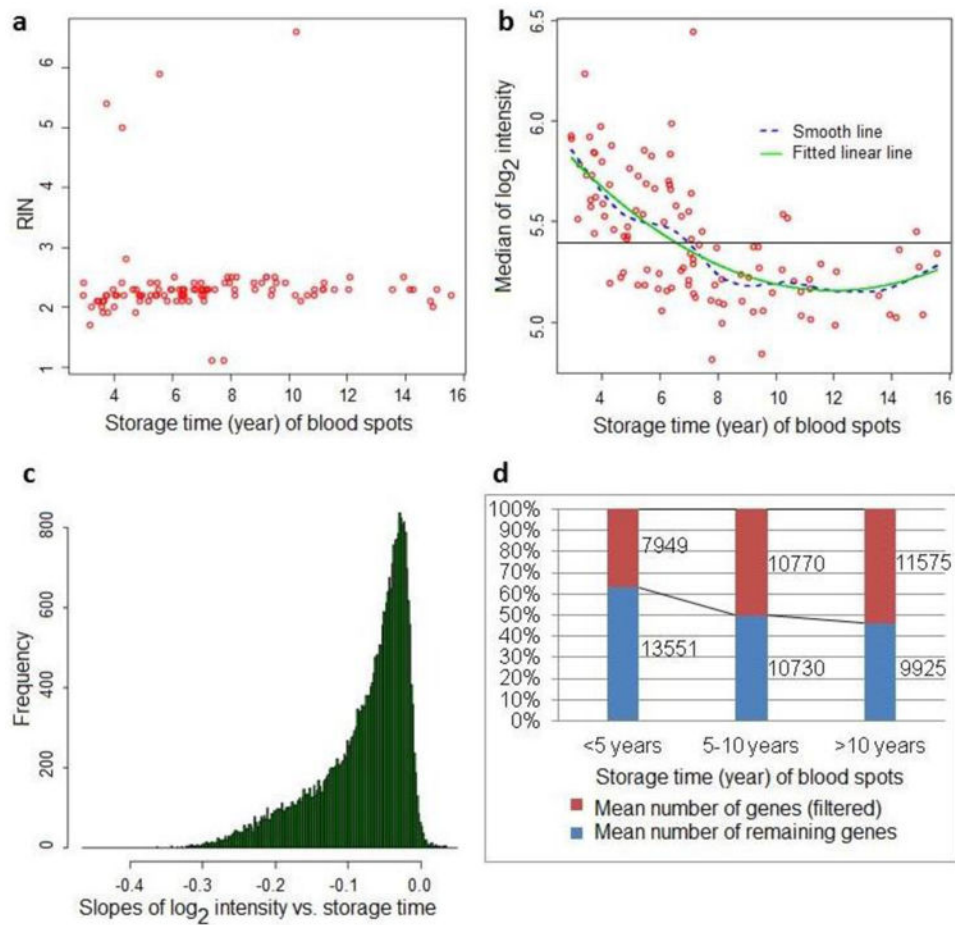 a
6
5
4
3
2
1
RIN
4 6 8 10 12 14 16
Storage time (year) of blood spots
b
6.5
6.0
5.5
5.0
Median of log2 intensity
Smooth line
Fitted linear line
4 6 8 10 12 14 16
Storage time (year) of blood spots
c
800
600
400
200
0
Frequency
-0.4 -0.3 -0.2 -0.1 0.0
Slopes of log2 intensity vs. storage time
d
100%
90%
80%
70%
60%
50%
40%
30%
20%
10%
0%
7949 10770 11575
13551 10730 9925
<5 years 5-10 years >10 years
Storage time (year) of blood spots
Mean number of genes (filtered)
Mean number of remaining genes